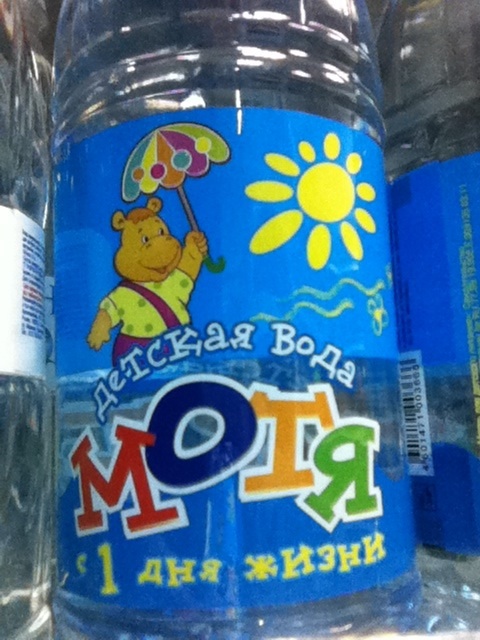 детская вода
МОТЯ
с 1 дня жизни